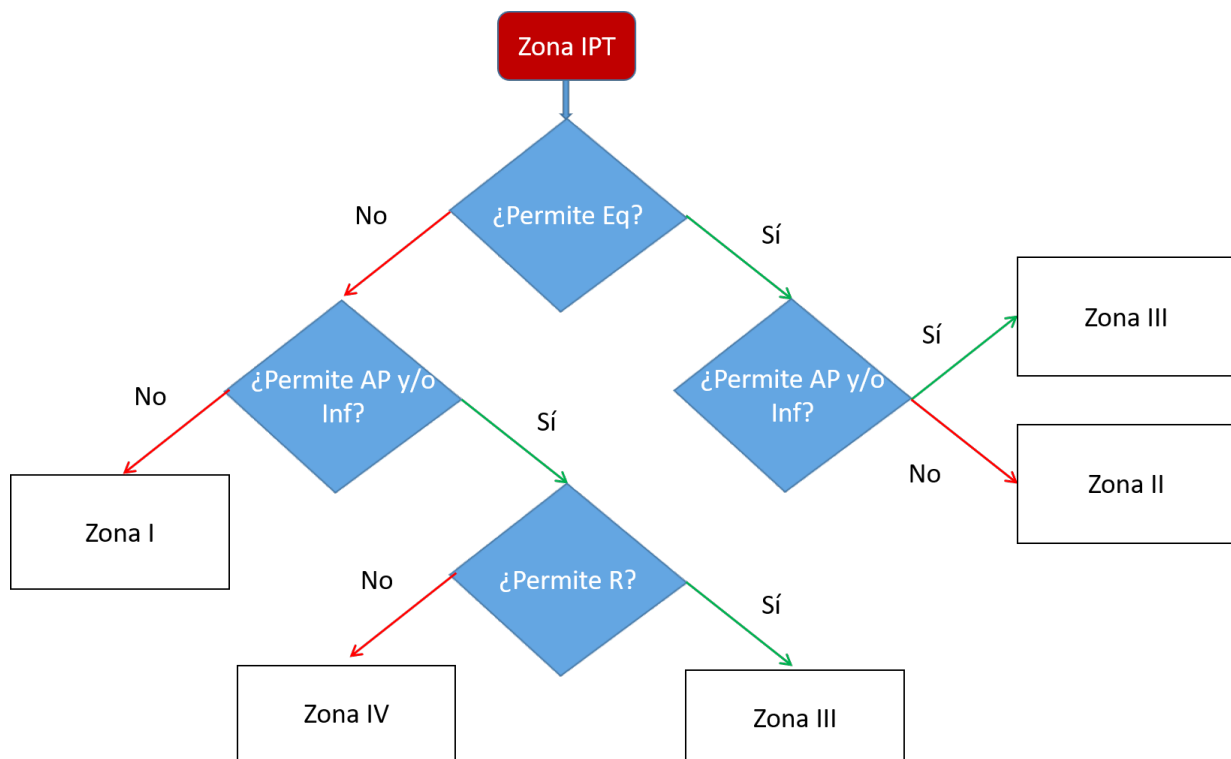 Zona IPT
¿Permite Eq?
No
Sí
¿Permite AP y/o
Inf?
No
Sí
¿Permite AP y/o
Inf?
Sí
No
Zona III
Zona II
Zona I
¿Permite R?
No
Sí
Zona IV
Zona III